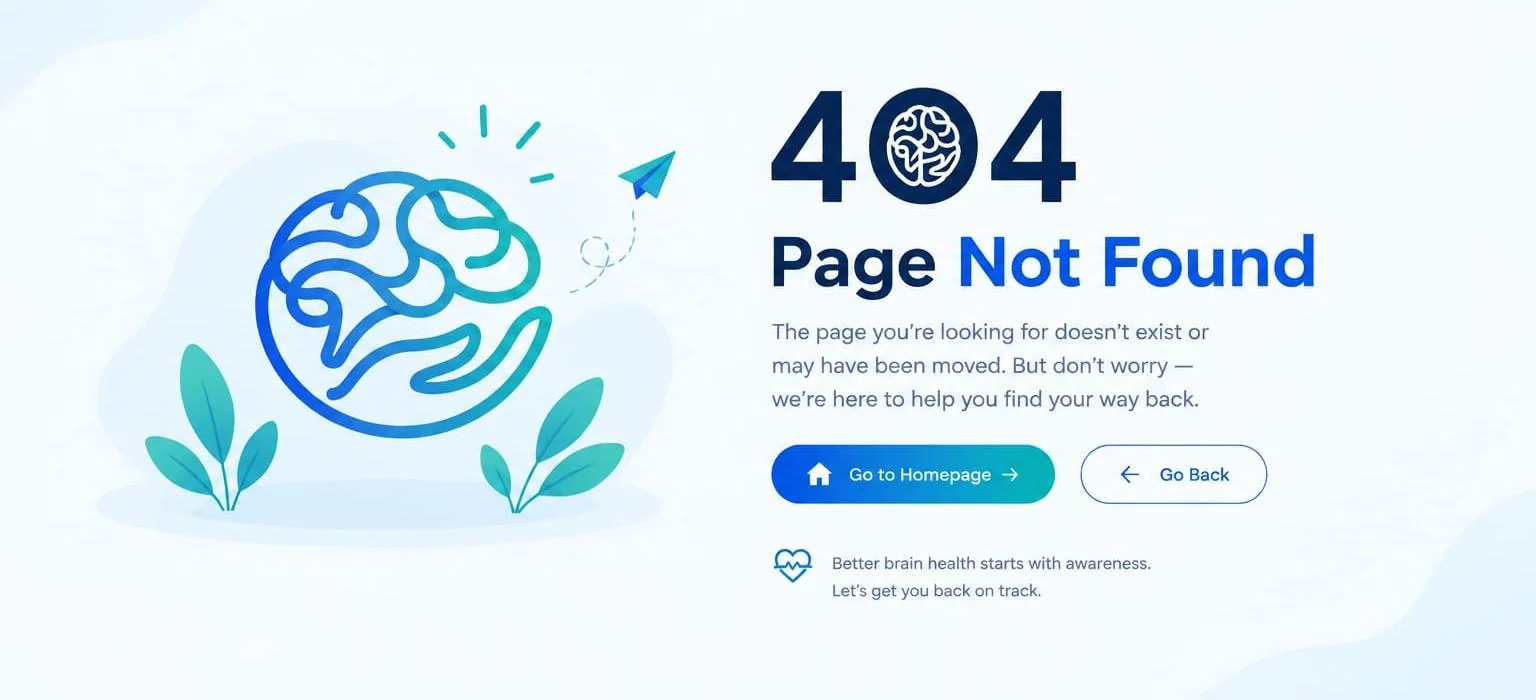 404
Page Not Found
The page you’re looking for doesn’t exist or
may have been moved. But don’t worry —
we’re here to help you find your way back.
Go to Homepage →
← Go Back
Better brain health starts with awareness.
Let’s get you back on track.